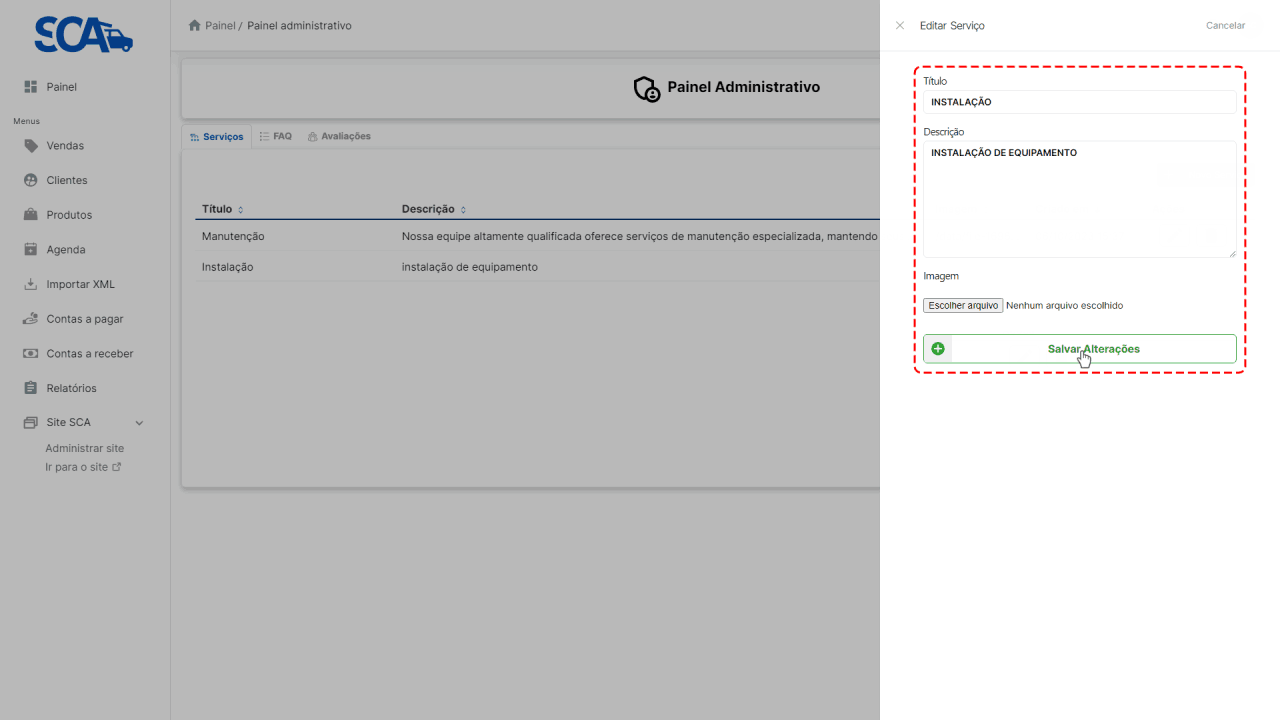 SCA
Painel
Menus
Vendas
Clientes
Produtos
Agenda
Importar XML
Contas a pagar
Contas a receber
Relatórios
Site SCA
Administrar site
Ir para o site
Painel / Painel administrativo
Painel Administrativo
Serviços FAQ Avaliações
Título Descrição
Manutenção Nossa equipe altamente qualificada oferece serviços de manutenção especializada, mantendo
Instalação instalação de equipamento
Editar Serviço Cancelar
Título
INSTALAÇÃO
Descrição
INSTALAÇÃO DE EQUIPAMENTO
Imagem
Escolher arquivo Nenhum arquivo escolhido
Salvar Alterações